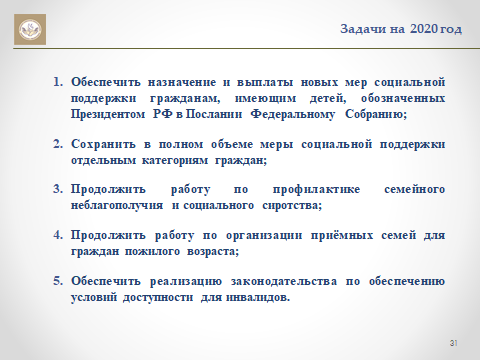 Задачи на 2020 год
1. Обеспечить назначение и выплаты новых мер социальной
поддержки гражданам, имеющим детей, обозначенных
Президентом РФ в Послании Федеральному Собранию;
2. Сохранить в полном объеме меры социальной поддержки
отдельным категориям граждан;
3. Продолжить работу по профилактике семейного
неблагополучия и социального сиротства;
4. Продолжить работу по организации приёмных семей для
граждан пожилого возраста;
5. Обеспечить реализацию законодательства по обеспечению
условий доступности для инвалидов.
31